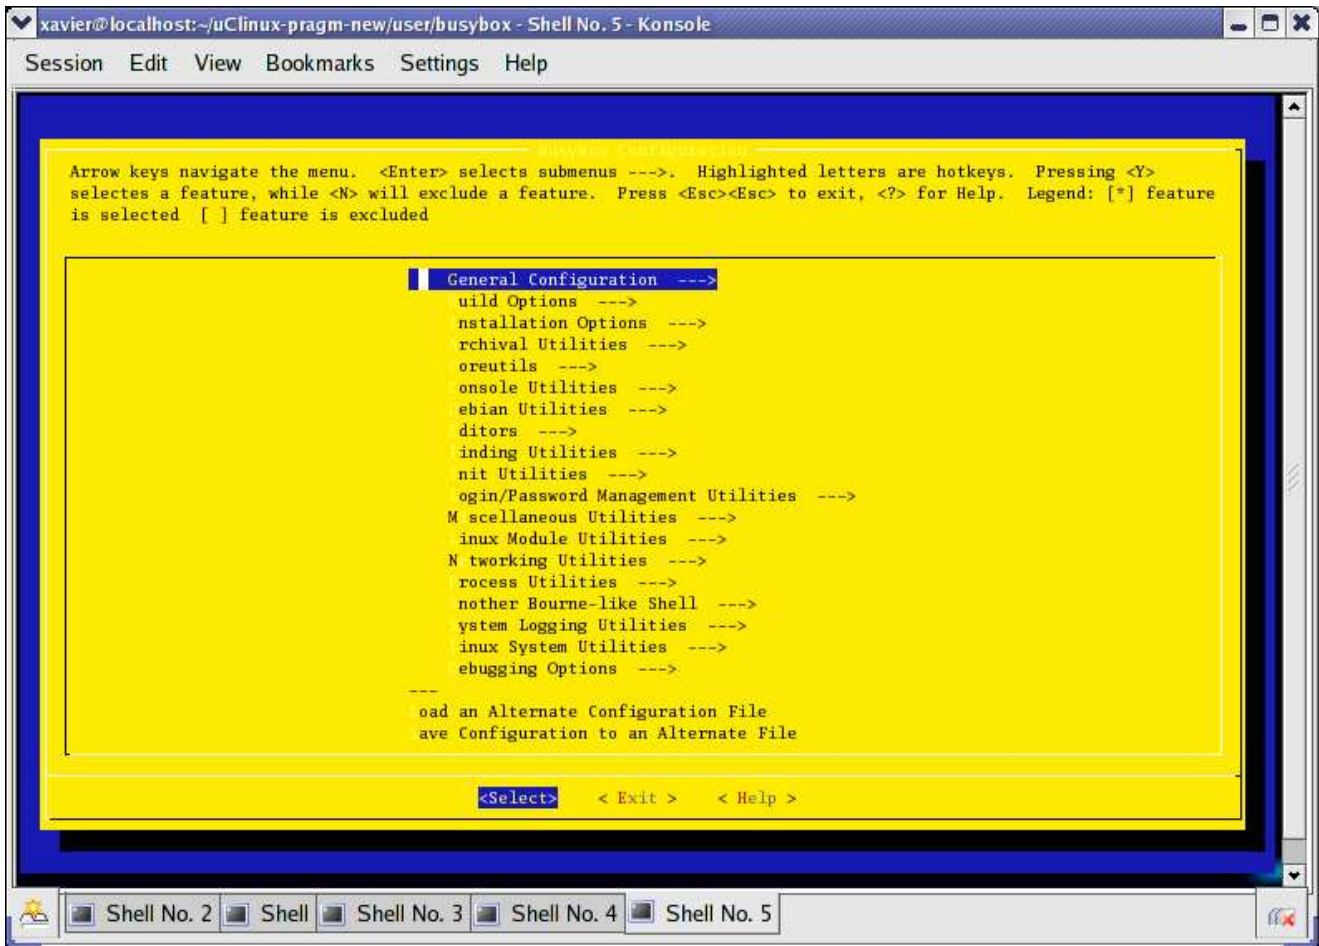 xavier@localhost:~/uClinux-pragm-new/user/busybox - Shell No. 5 - Konsole
Session Edit View Bookmarks Settings Help
BusyBox Configuration
Arrow keys navigate the menu. <Enter> selects submenus --->. Highlighted letters are hotkeys. Pressing <Y>
selectes a feature, while <N> will exclude a feature. Press <Esc><Esc> to exit, <?> for Help. Legend: [*] feature
is selected [ ] feature is excluded
General Configuration --->
uild Options --->
nstallation Options --->
rchival Utilities --->
oreutils --->
onsole Utilities --->
ebian Utilities --->
ditors --->
inding Utilities --->
nit Utilities --->
ogin/Password Management Utilities --->
M scellaneous Utilities --->
inux Module Utilities --->
N tworking Utilities --->
rocess Utilities --->
nother Bourne-like Shell --->
ystem Logging Utilities --->
inux System Utilities --->
ebugging Options --->
---
oad an Alternate Configuration File
ave Configuration to an Alternate File
<Select> < Exit > < Help >
Shell No. 2 Shell Shell No. 3 Shell No. 4 Shell No. 5